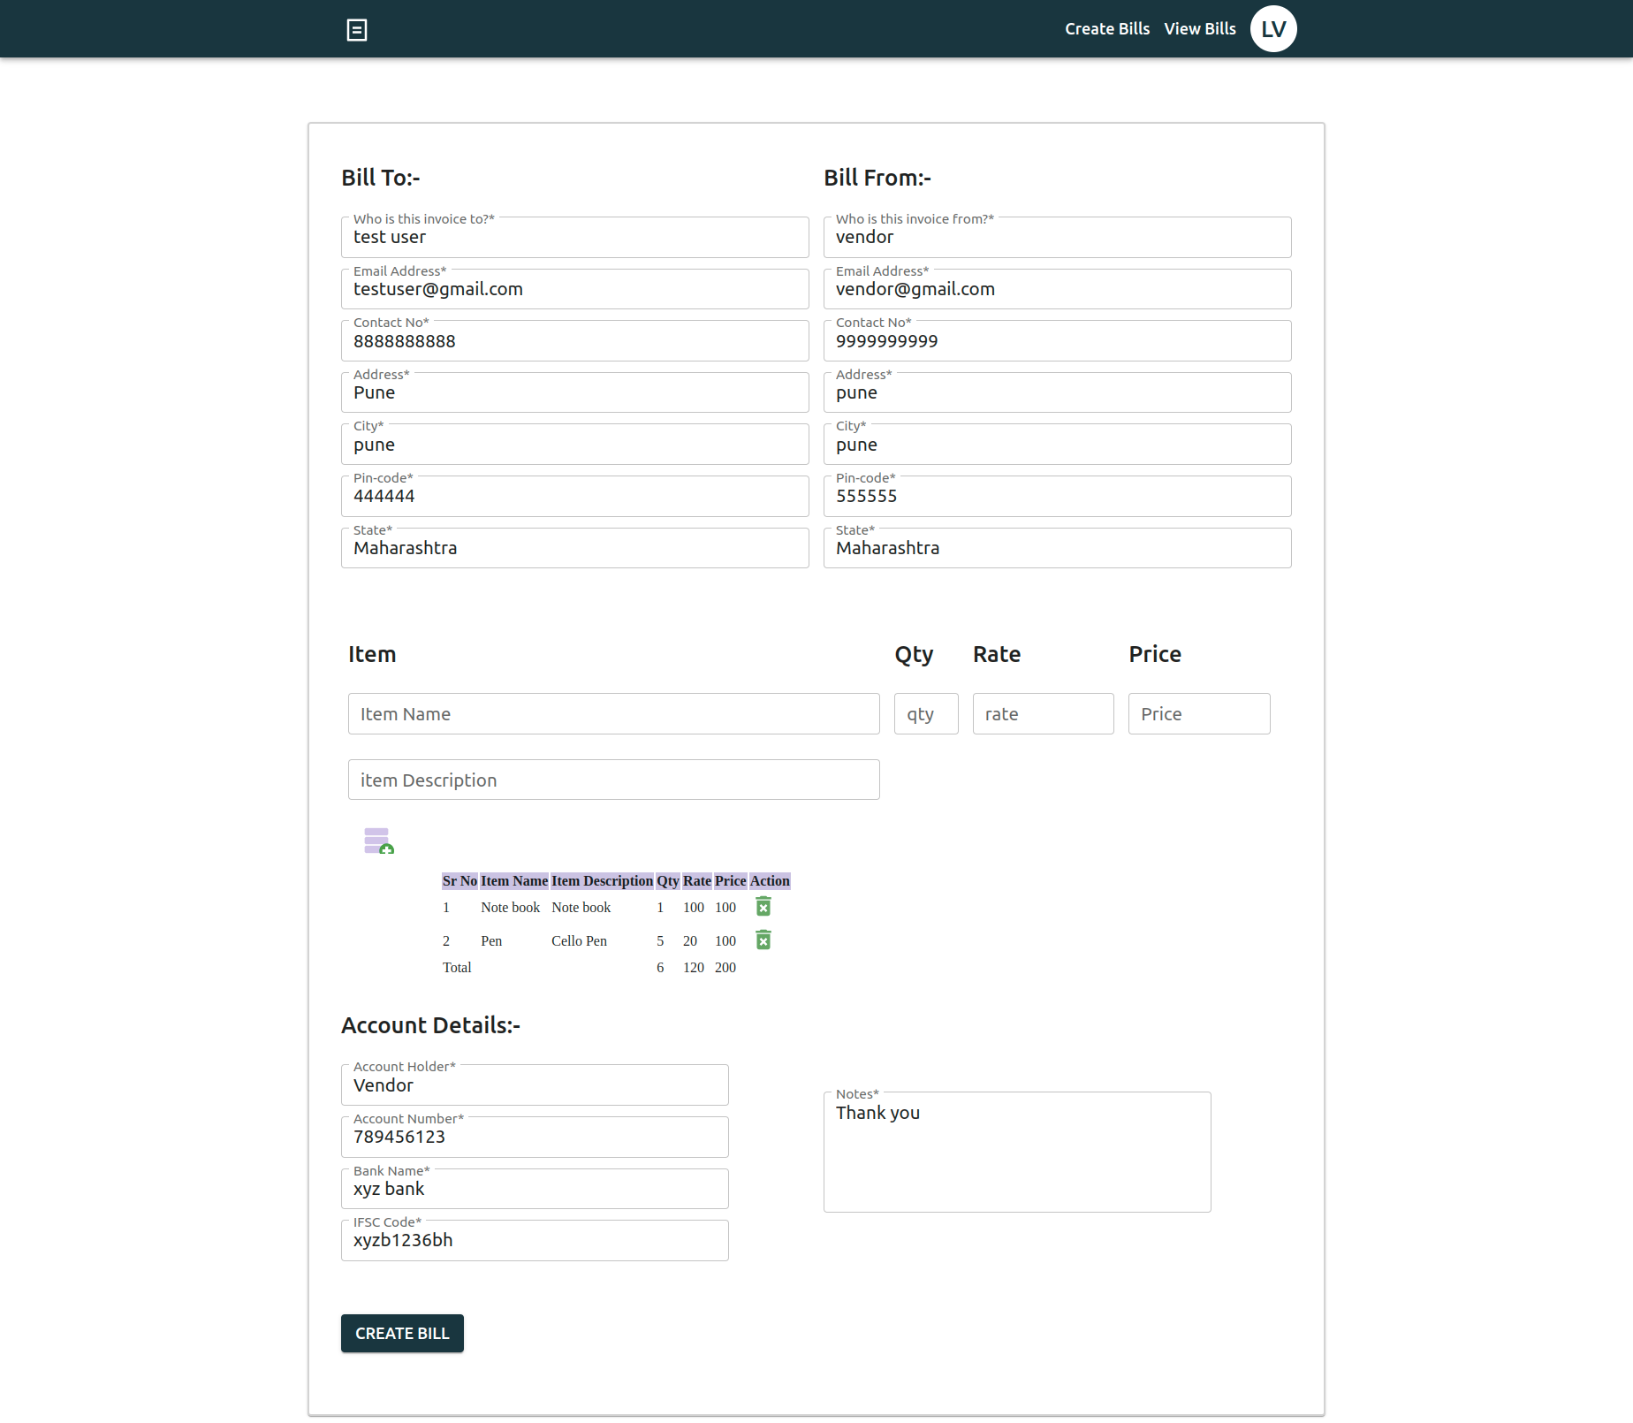 Create Bills View Bills LV
Bill To:-
Who is this invoice to?*
test user
Email Address*
testuser@gmail.com
Contact No*
8888888888
Address*
Pune
City*
pune
Pin-code*
444444
State*
Maharashtra
Bill From:-
Who is this invoice from?*
vendor
Email Address*
vendor@gmail.com
Contact No*
9999999999
Address*
pune
City*
pune
Pin-code*
555555
State*
Maharashtra
Item Qty Rate Price
Item Name qty rate Price
item Description
Sr No Item Name Item Description Qty Rate Price Action
1 Note book Note book 1 100 100
2 Pen Cello Pen 5 20 100
Total 6 120 200
Account Details:-
Account Holder*
Vendor
Account Number*
789456123
Bank Name*
xyz bank
IFSC Code*
xyzb1236bh
Notes*
Thank you
CREATE BILL